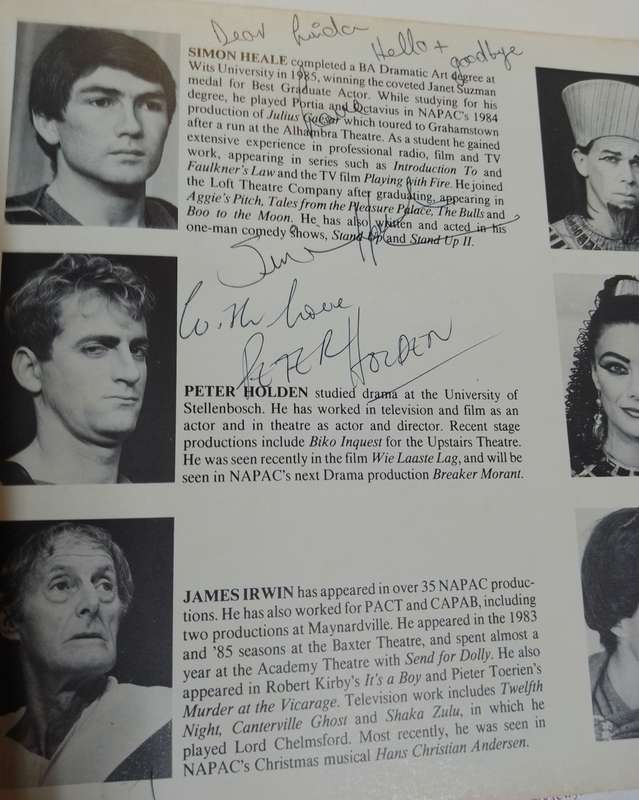 Dear Linda
Hello + goodbye
SIMON HEALE completed a BA Dramatic Art degree at
Wits University in 1985, winning the coveted Janet Suzman
medal for Best Graduate Actor. While studying for his
degree, he played Portia and Octavius in NAPAC's 1984
production of Julius Caesar which toured to Grahamstown
after a run at the Alhambra Theatre. As a student he gained
extensive experience in professional radio, film and TV
work, appearing in series such as Introduction To and
Faulkner's Law and the TV film Playing with Fire. He joined
the Loft Theatre Company after graduating, appearing in
Aggie's Pitch, Tales from the Pleasure Palace, The Bulls and
Boo to the Moon. He has also written and acted in his
one-man comedy shows, Stand Up and Stand Up II.
With love
PETER HOLDEN
PETER HOLDEN studied drama at the University of
Stellenbosch. He has worked in television and film as an
actor and in theatre as actor and director. Recent stage
productions include Biko Inquest for the Upstairs Theatre.
He was seen recently in the film Wie Laaste Lag, and will be
seen in NAPAC's next Drama production Breaker Morant.
JAMES IRWIN has appeared in over 35 NAPAC produc-
tions. He has also worked for PACT and CAPAB, including
two productions at Maynardville. He appeared in the 1983
and '85 seasons at the Baxter Theatre, and spent almost a
year at the Academy Theatre with Send for Dolly. He also
appeared in Robert Kirby's It's a Boy and Pieter Toerien's
Murder at the Vicarage. Television work includes Twelfth
Night, Canterville Ghost and Shaka Zulu, in which he
played Lord Chelmsford. Most recently, he was seen in
NAPAC's Christmas musical Hans Christian Andersen.